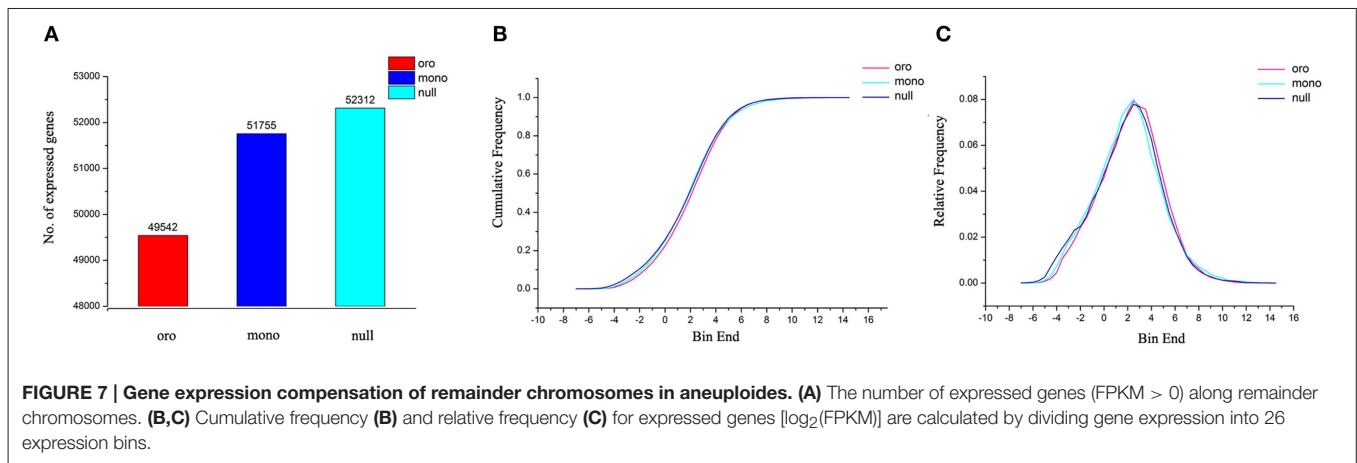 A
oro
mono
null
53000
52000
51000
50000
49000
48000
No. of expressed genes
49542
51755
52312
oro
mono
null
B
oro
mono
null
1.0
0.8
0.6
0.4
0.2
0.0
Cumulative Frequency
-10 -8 -6 -4 -2 0 2 4 6 8 10 12 14 16
Bin End
C
oro
mono
null
0.08
0.06
0.04
0.02
0.00
Relative Frequency
-10 -8 -6 -4 -2 0 2 4 6 8 10 12 14 16
Bin End
FIGURE 7 | Gene expression compensation of remainder chromosomes in aneuploides. (A) The number of expressed genes (FPKM > 0) along remainder
chromosomes. (B,C) Cumulative frequency (B) and relative frequency (C) for expressed genes [log₂(FPKM)] are calculated by dividing gene expression into 26
expression bins.